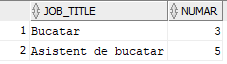 JOB_TITLE NUMAR
1 Bucatar 3
2 Asistent de bucatar 5